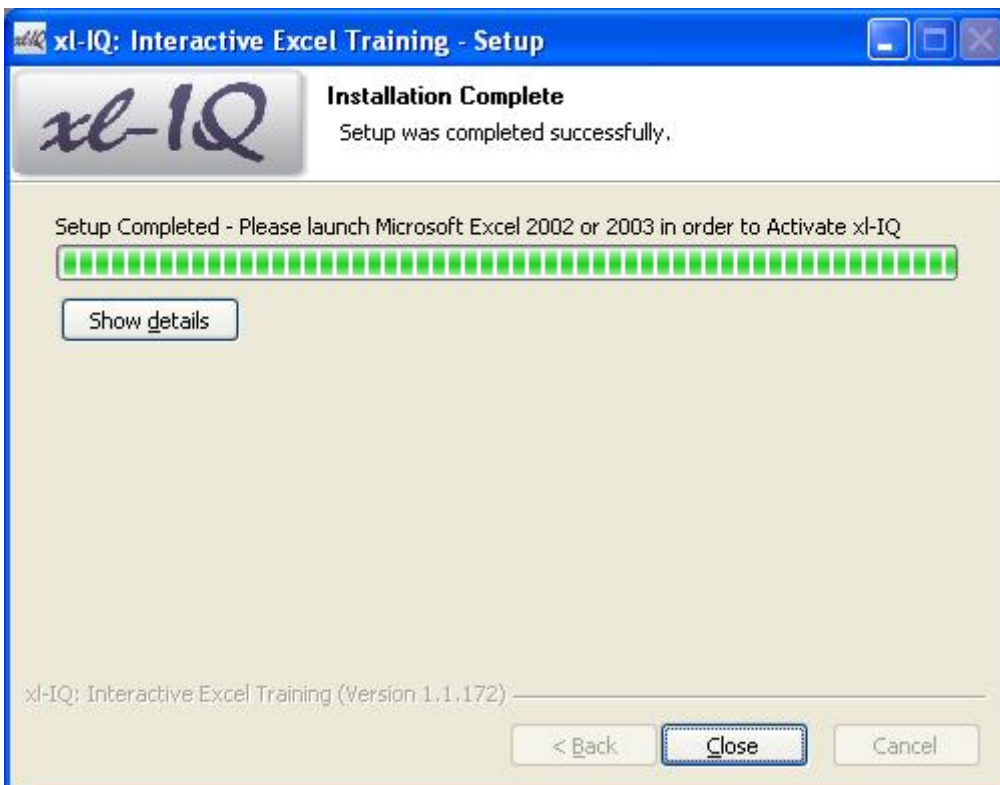 xl-IQ xl-IQ: Interactive Excel Training - Setup
xl-IQ
Installation Complete
Setup was completed successfully.
Setup Completed - Please launch Microsoft Excel 2002 or 2003 in order to Activate xl-IQ
Show details
xl-IQ: Interactive Excel Training (Version 1.1.172)
< Back
Close
Cancel